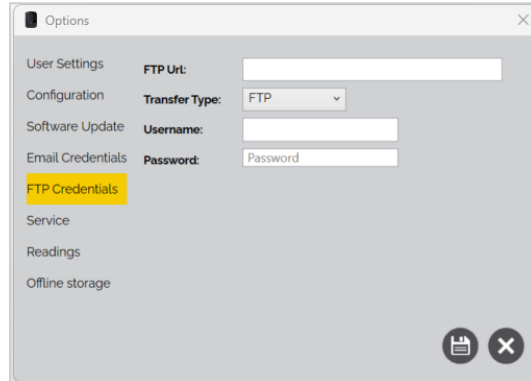 Options
User Settings
Configuration
Software Update
Email Credentials
FTP Credentials
Service
Readings
Offline storage
FTP Url:
Transfer Type: FTP
Username:
Password: Password